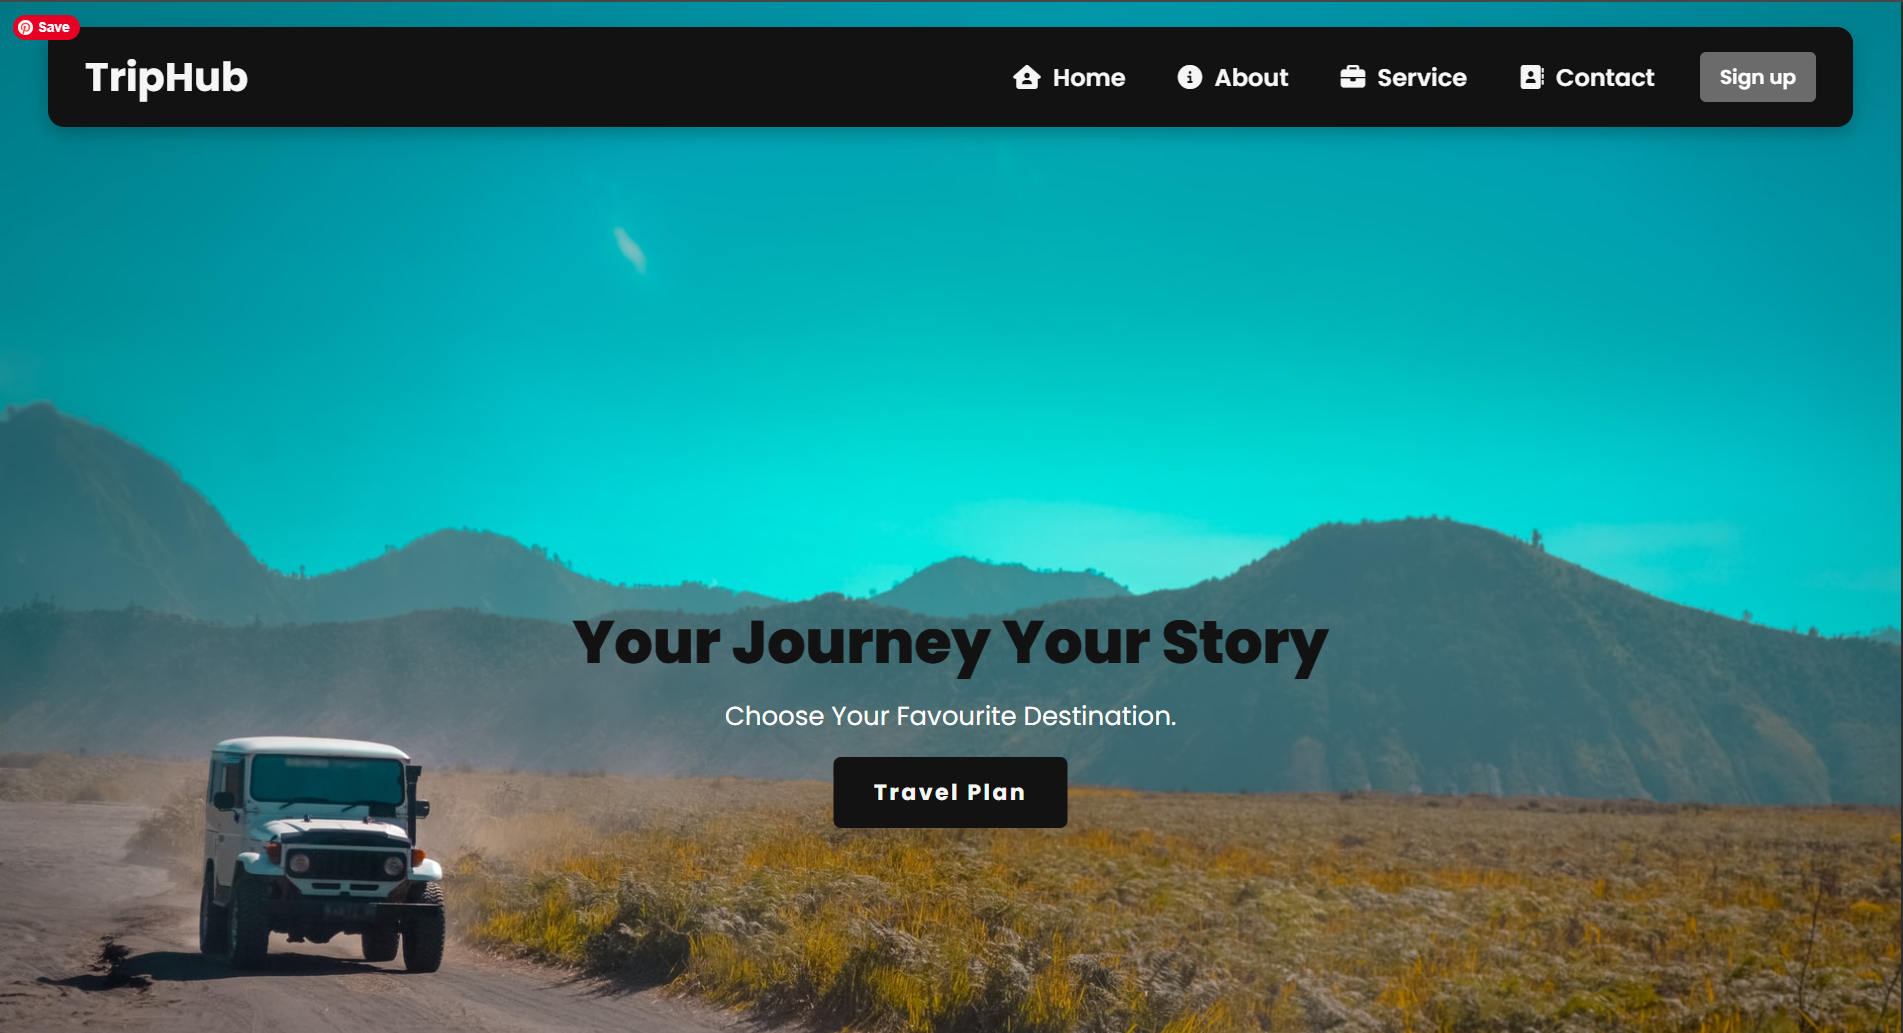 Save
TripHub
Home
About
Service
Contact
Sign up
Your Journey Your Story
Choose Your Favourite Destination.
Travel Plan